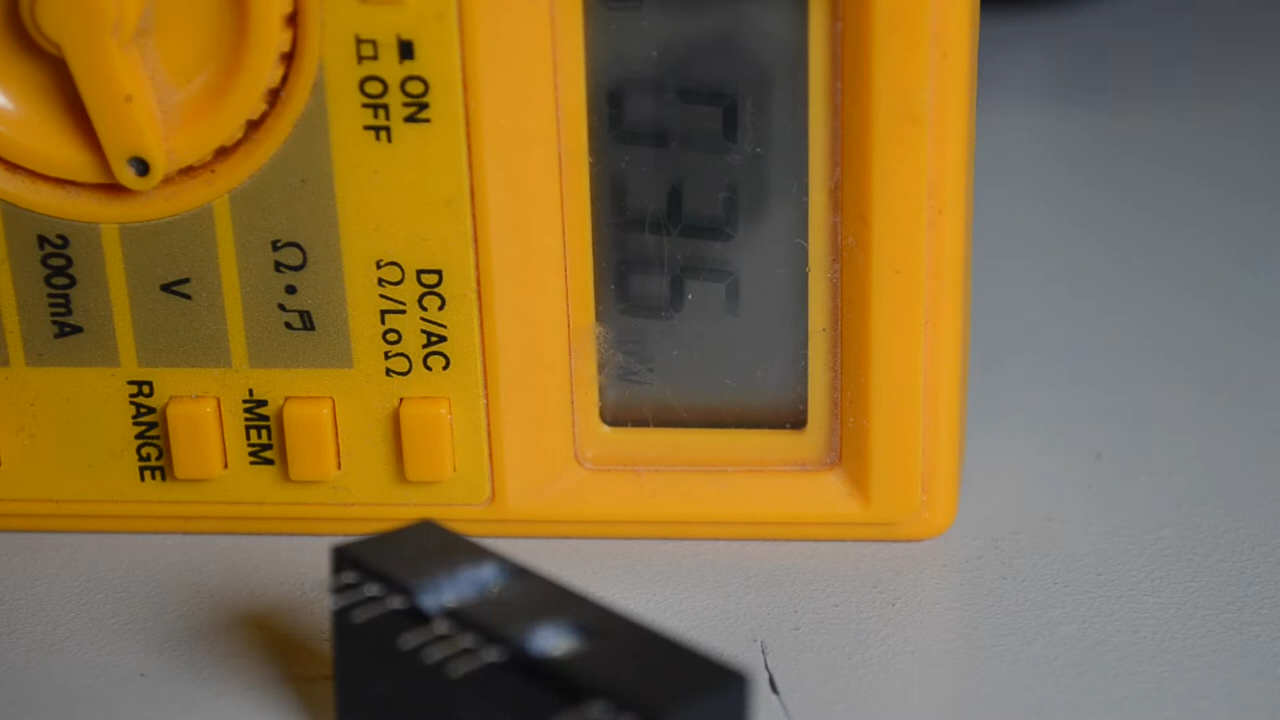 ON
OFF
DC/AC
Ω/LoΩ
Ω•♫
V
200mA
-MEM
RANGE